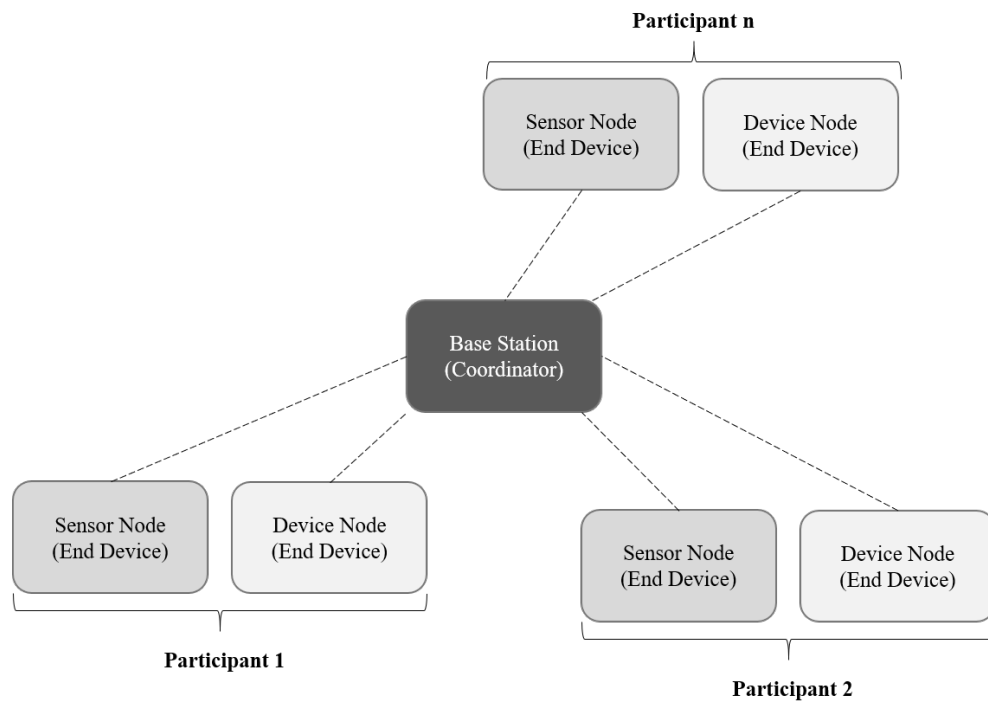 Participant n
Sensor Node
(End Device)
Device Node
(End Device)
Base Station
(Coordinator)
Sensor Node
(End Device)
Device Node
(End Device)
Participant 1
Sensor Node
(End Device)
Device Node
(End Device)
Participant 2